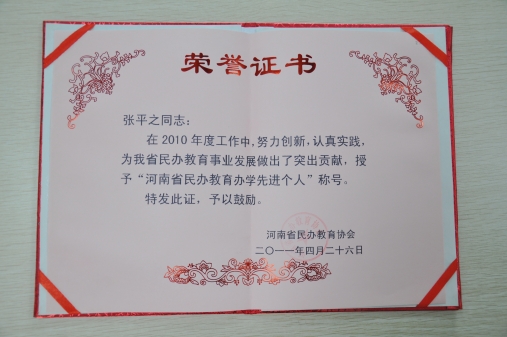 荣誉证书
张平之同志：
在2010年度工作中,努力创新,认真实践,
为我省民办教育事业发展做出了突出贡献，授
予“河南省民办教育办学先进个人”称号。
特发此证，予以鼓励。
河南省民办教育协会
二〇一一年四月二十六日